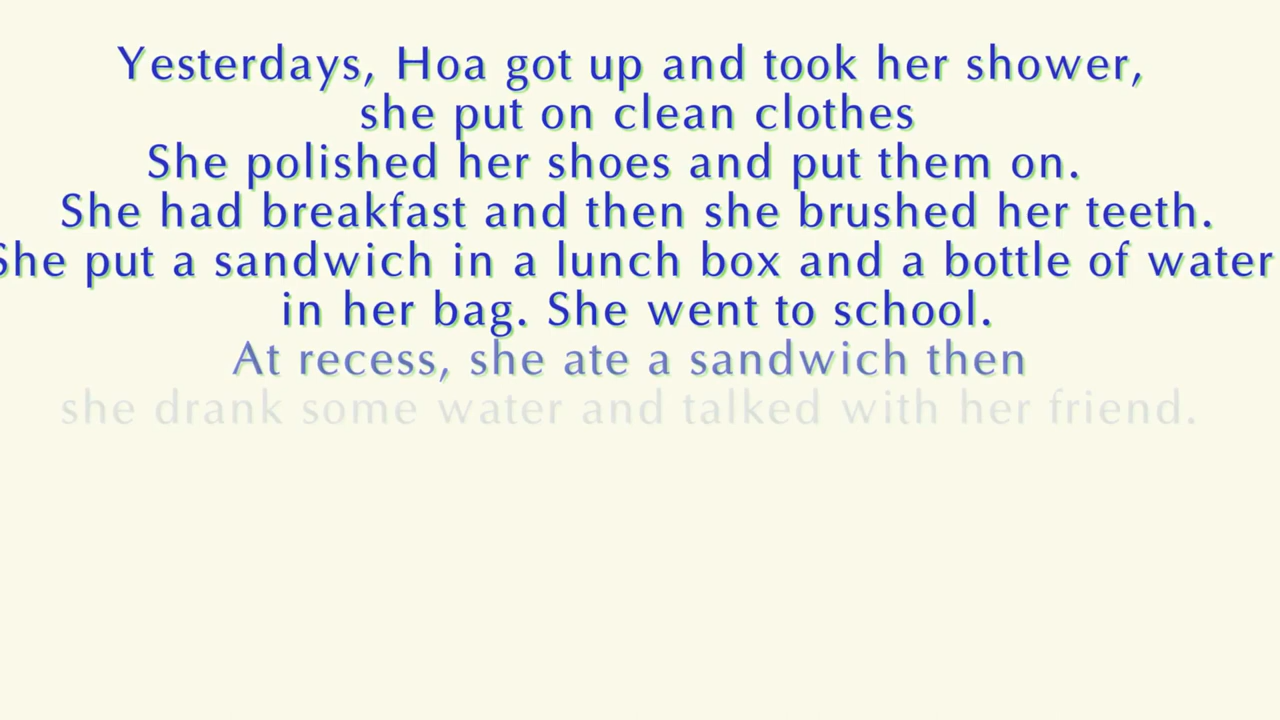 Yesterdays, Hoa got up and took her shower,
she put on clean clothes
She polished her shoes and put them on.
She had breakfast and then she brushed her teeth.
She put a sandwich in a lunch box and a bottle of water
in her bag. She went to school.
At recess, she ate a sandwich then
she drank some water and talked with her friend.